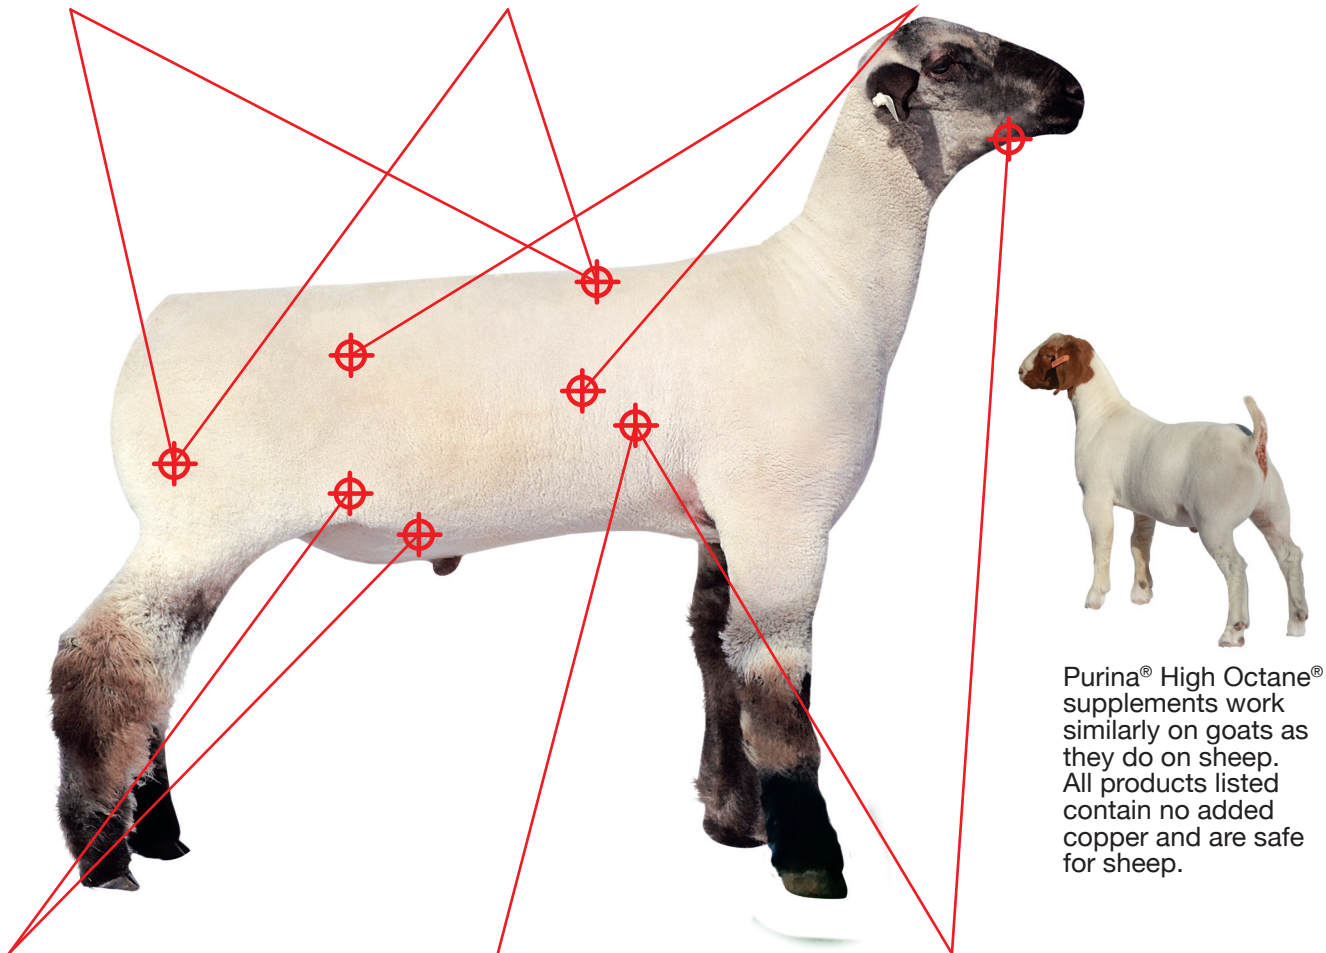 Purina® High Octane®
supplements work
similarly on goats as
they do on sheep.
All products listed
contain no added
copper and are safe
for sheep.